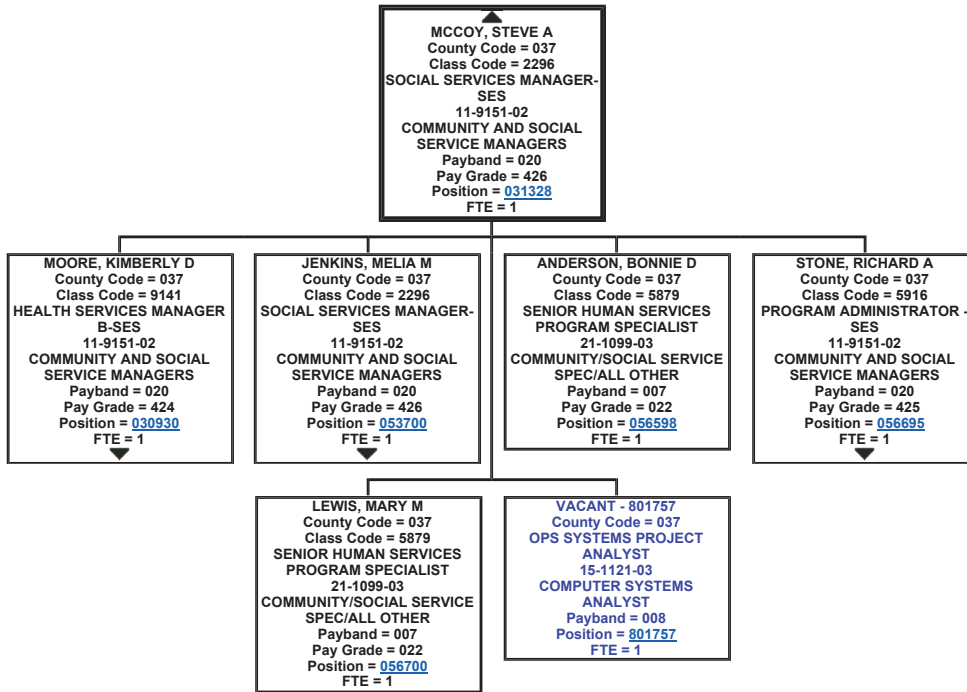 MCCOY, STEVE A
County Code = 037
Class Code = 2296
SOCIAL SERVICES MANAGER-
SES
11-9151-02
COMMUNITY AND SOCIAL
SERVICE MANAGERS
Payband = 020
Pay Grade = 426
Position = 031328
FTE = 1
MOORE, KIMBERLY D
County Code = 037
Class Code = 9141
HEALTH SERVICES MANAGER
B-SES
11-9151-02
COMMUNITY AND SOCIAL
SERVICE MANAGERS
Payband = 020
Pay Grade = 424
Position = 030930
FTE = 1
JENKINS, MELIA M
County Code = 037
Class Code = 2296
SOCIAL SERVICES MANAGER-
SES
11-9151-02
COMMUNITY AND SOCIAL
SERVICE MANAGERS
Payband = 020
Pay Grade = 426
Position = 053700
FTE = 1
ANDERSON, BONNIE D
County Code = 037
Class Code = 5879
SENIOR HUMAN SERVICES
PROGRAM SPECIALIST
21-1099-03
COMMUNITY/SOCIAL SERVICE
SPEC/ALL OTHER
Payband = 007
Pay Grade = 022
Position = 056598
FTE = 1
STONE, RICHARD A
County Code = 037
Class Code = 5916
PROGRAM ADMINISTRATOR -
SES
11-9151-02
COMMUNITY AND SOCIAL
SERVICE MANAGERS
Payband = 020
Pay Grade = 425
Position = 056695
FTE = 1
LEWIS, MARY M
County Code = 037
Class Code = 5879
SENIOR HUMAN SERVICES
PROGRAM SPECIALIST
21-1099-03
COMMUNITY/SOCIAL SERVICE
SPEC/ALL OTHER
Payband = 007
Pay Grade = 022
Position = 056700
FTE = 1
VACANT - 801757
County Code = 037
OPS SYSTEMS PROJECT
ANALYST
15-1121-03
COMPUTER SYSTEMS
ANALYST
Payband = 008
Position = 801757
FTE = 1